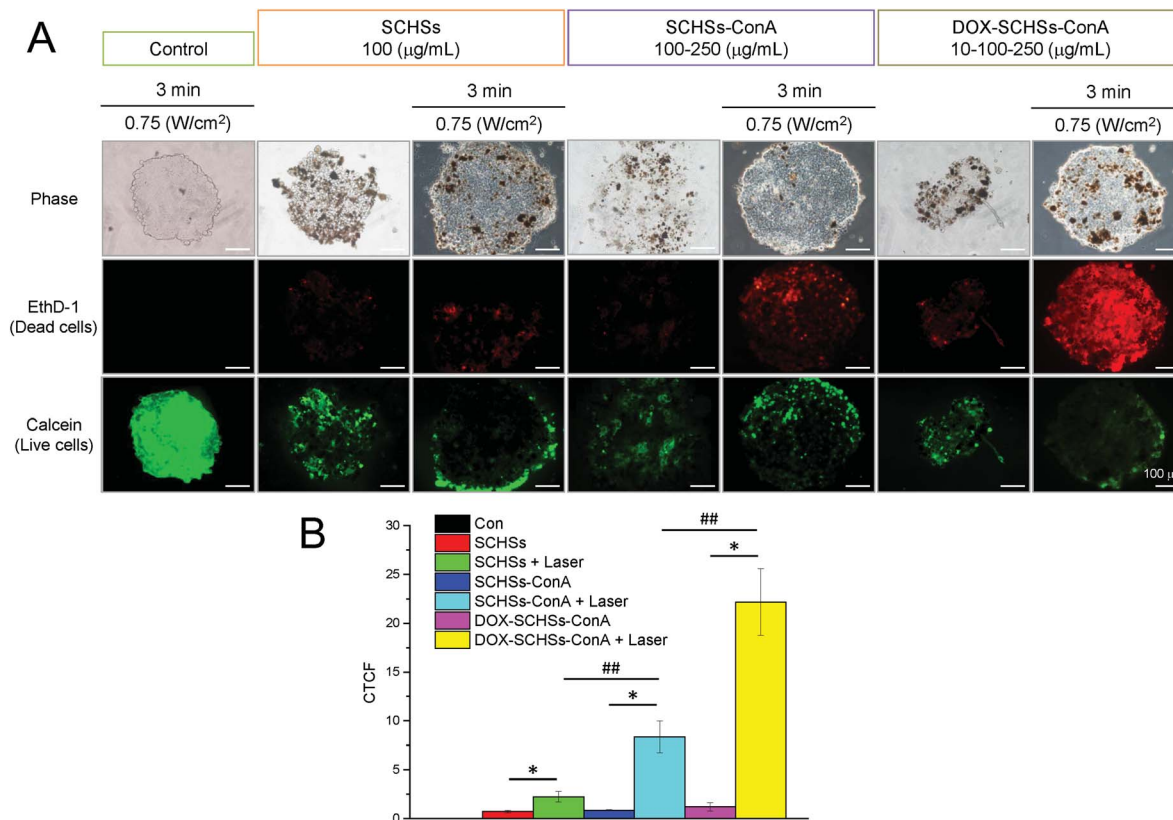 A
Control
SCHSs
100 (μg/mL)
SCHSs-ConA
100-250 (μg/mL)
DOX-SCHSs-ConA
10-100-250 (μg/mL)
3 min
3 min
3 min
3 min
0.75 (W/cm²)
0.75 (W/cm²)
0.75 (W/cm²)
0.75 (W/cm²)
Phase
EthD-1
(Dead cells)
Calcein
(Live cells)
100 μ
B
Con
SCHSs
SCHSs + Laser
SCHSs-ConA
SCHSs-ConA + Laser
DOX-SCHSs-ConA
DOX-SCHSs-ConA + Laser
CTCF
30
25
20
15
10
5
0
*
##
*
##
*